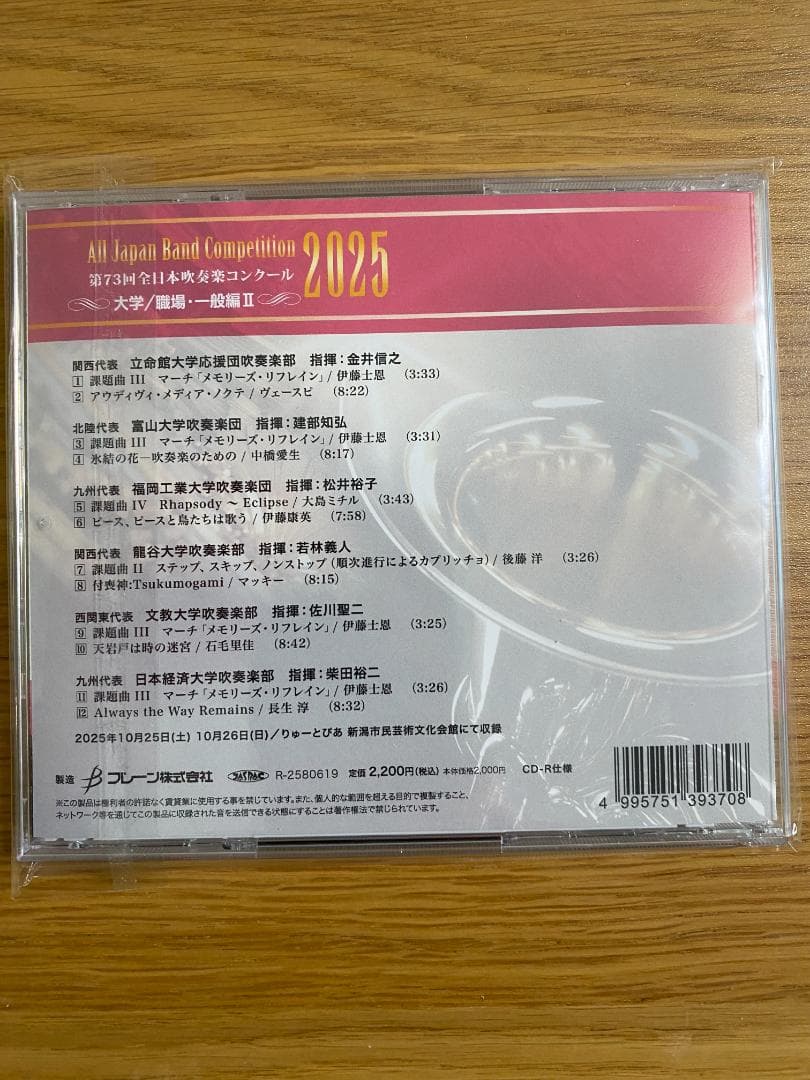 All Japan Band Competition 2025
第73回全日本吹奏楽コンクール
大学/職場・一般編Ⅱ
関西代表 立命館大学応援団吹奏楽部 指揮:金井信之
1 課題曲 III マーチ「メモリーズ・リフレイン」/ 伊藤士恩 (3:33)
2 アウディヴィ・メディア・ノクテ / ヴェースピ (8:22)
北陸代表 富山大学吹奏楽団 指揮:建部知弘
3 課題曲 III マーチ「メモリーズ・リフレイン」/ 伊藤士恩 (3:31)
4 氷結の花―吹奏楽のための / 中橋愛生 (8:17)
九州代表 福岡工業大学吹奏楽団 指揮:松井裕子
5 課題曲 IV Rhapsody ~ Eclipse / 大島ミチル (3:43)
6 ピース、ピースと鳥たちは歌う / 伊藤康英 (7:58)
関西代表 龍谷大学吹奏楽部 指揮:若林義人
7 課題曲 II ステップ、スキップ、ノンストップ(順次進行によるカプリッチョ) / 後藤 洋 (3:26)
8 付喪神:Tsukumogami / マッキー (8:15)
西関東代表 文教大学吹奏楽部 指揮:佐川聖二
9 課題曲 III マーチ「メモリーズ・リフレイン」/ 伊藤士恩 (3:25)
10 天岩戸は時の迷宮 / 石毛里佳 (8:42)
九州代表 日本経済大学吹奏楽部 指揮:柴田裕二
11 課題曲 III マーチ「メモリーズ・リフレイン」/ 伊藤士恩 (3:26)
12 Always the Way Remains / 長生 淳 (8:32)
2025年10月25日(土) 10月26日(日)/りゅーとぴあ 新潟市民芸術文化会館にて収録
製造 ブレーン株式会社 JASRAC R-2580619 定価 2,200円(税込) 本体価格2,000円 CD-R仕様
※この製品は権利者の許諾なく賃貸業に使用する事を禁じています。また、個人的な範囲を超える目的で複製すること、
ネットワーク等を通じてこの製品に収録された音を送信できる状態にすることは著作権法で禁じられています。
4 995751 393708